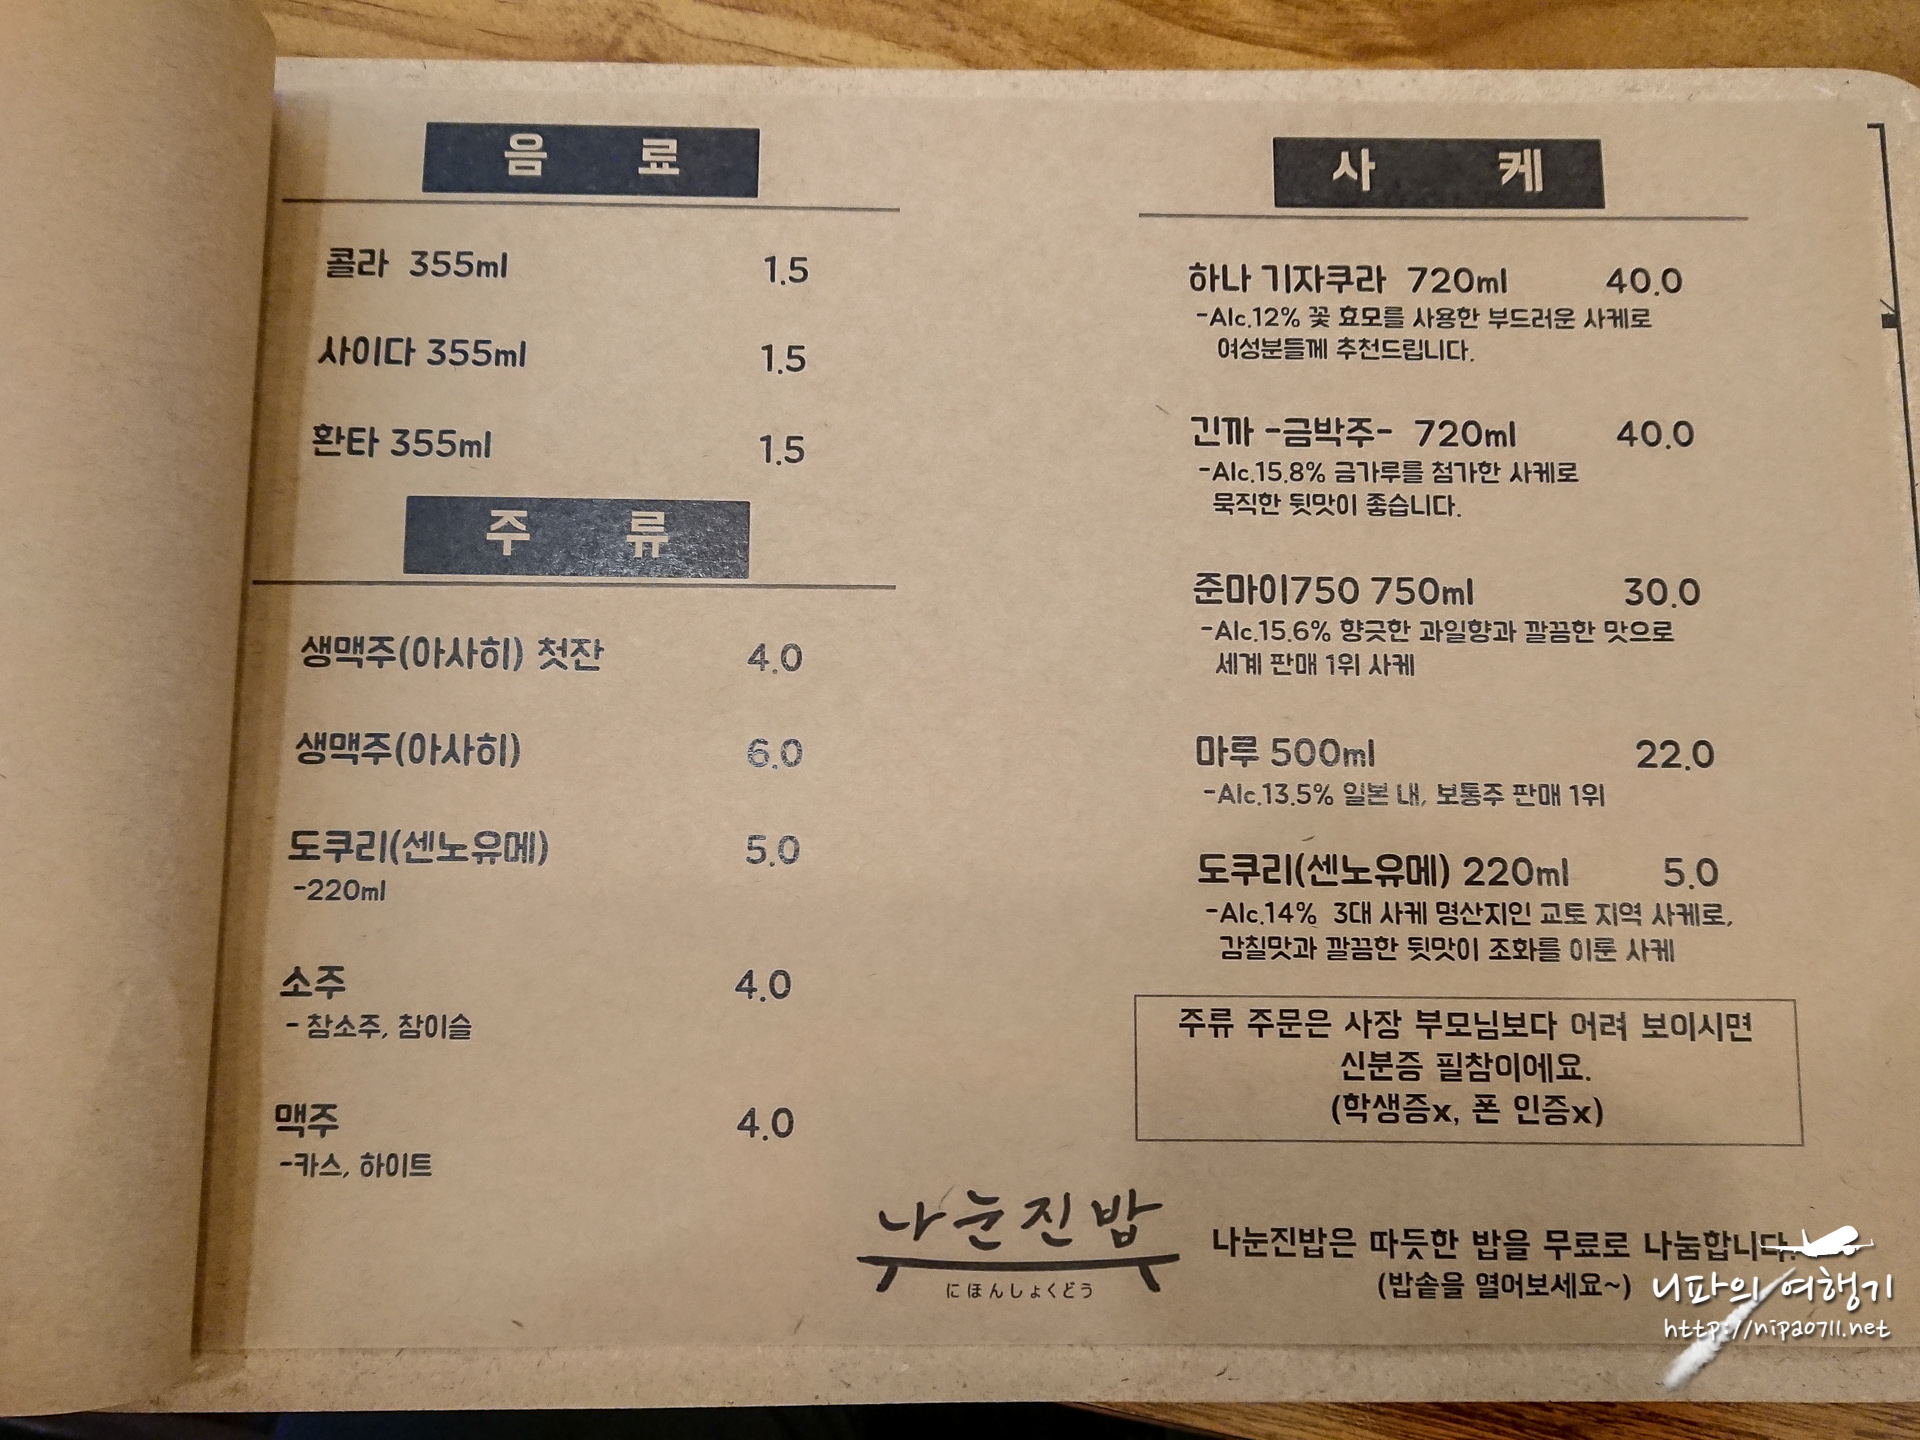 음 료
콜라 355ml 1.5
사이다 355ml 1.5
환타 355ml 1.5
주 류
생맥주(아사히) 첫잔 4.0
생맥주(아사히) 6.0
도쿠리(센노유메) 5.0
-220ml
소주 4.0
- 참소주, 참이슬
맥주 4.0
-카스, 하이트
사 케
하나 기자쿠라 720ml 40.0
-Alc.12% 꽃 효모를 사용한 부드러운 사케로
여성분들께 추천드립니다.
긴까 -금박주- 720ml 40.0
-Alc.15.8% 금가루를 첨가한 사케로
묵직한 뒷맛이 좋습니다.
준마이750 750ml 30.0
-Alc.15.6% 향긋한 과일향과 깔끔한 맛으로
세계 판매 1위 사케
마루 500ml 22.0
-Alc.13.5% 일본 내, 보통주 판매 1위
도쿠리(센노유메) 220ml 5.0
-Alc.14% 3대 사케 명산지인 교토 지역 사케로,
감칠맛과 깔끔한 뒷맛이 조화를 이룬 사케
주류 주문은 사장 부모님보다 어려 보이시면
신분증 필참이에요.
(학생증x, 폰 인증x)
나눈진밥
にほんしょくどう
나눈진밥은 따듯한 밥을 무료로 나눔합니다.
(밥솥을 열어보세요~)
니파의 여행기
http://nipa0711.net